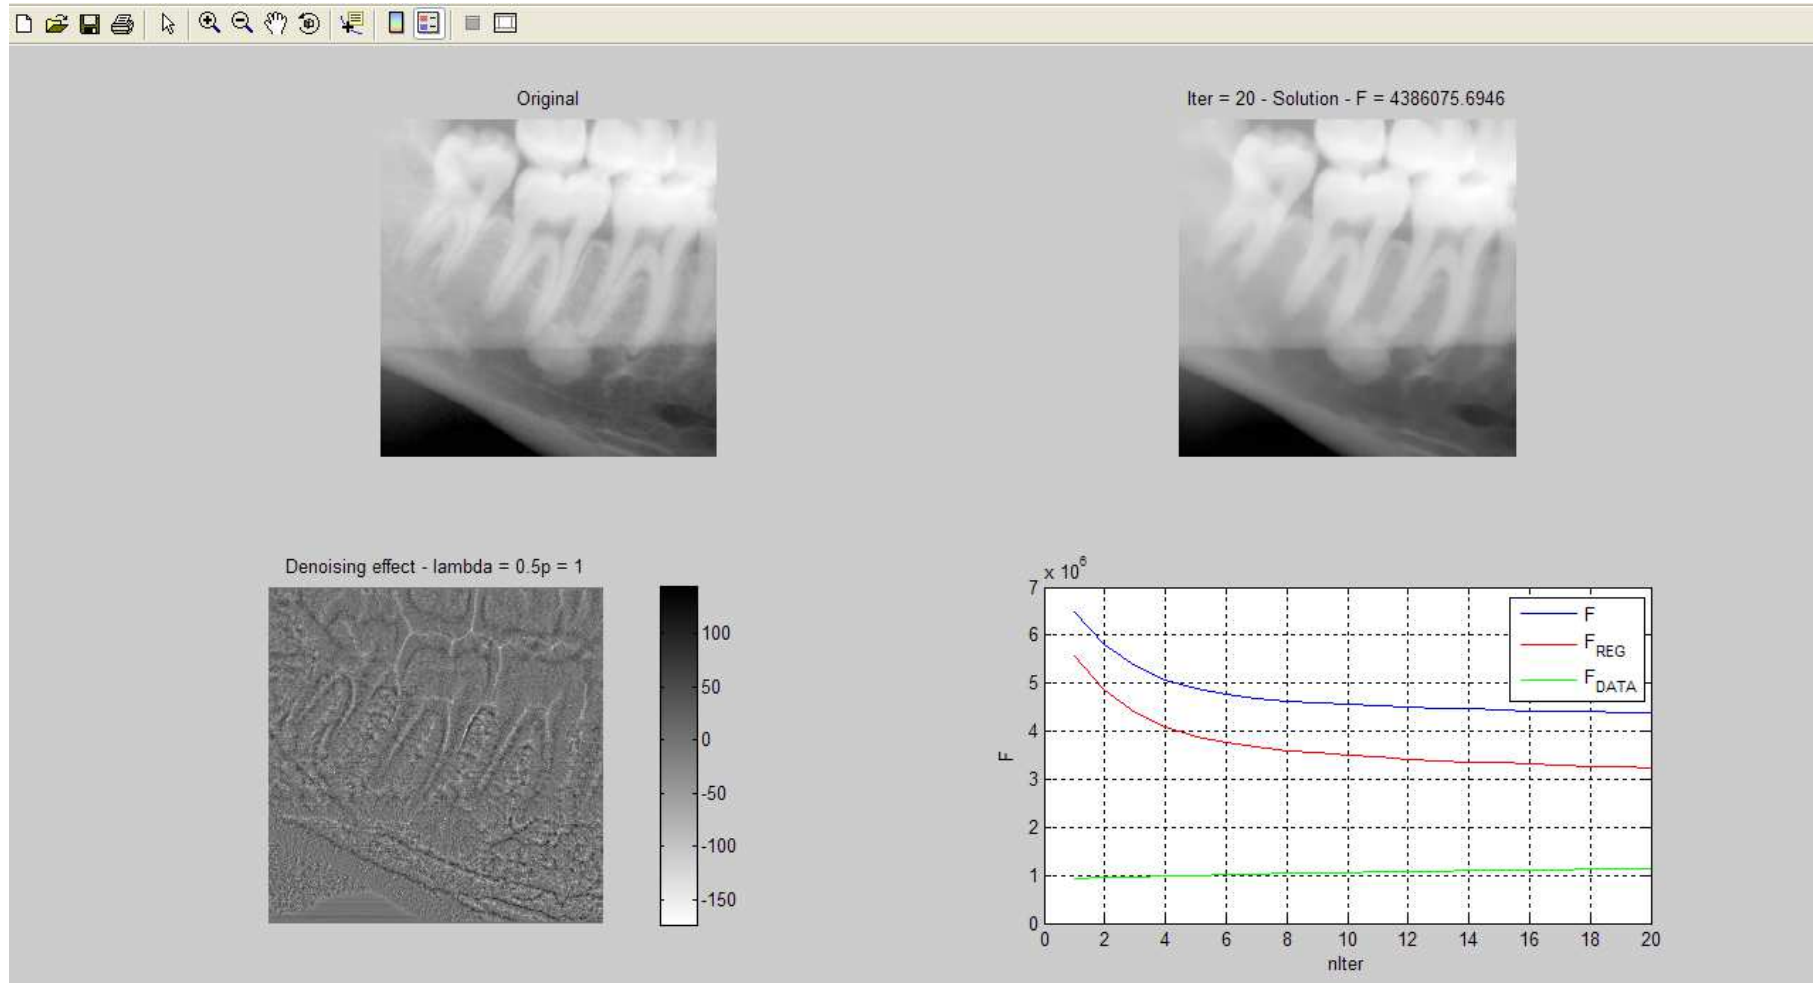 Original
Iter = 20 - Solution - F = 4386075.6946
Denoising effect - lambda = 0.5p = 1
100
50
0
-50
-100
-150
x 10^6
7
6
5
4
3
2
1
0
F
F
F_REG
F_DATA
0 2 4 6 8 10 12 14 16 18 20
nIter